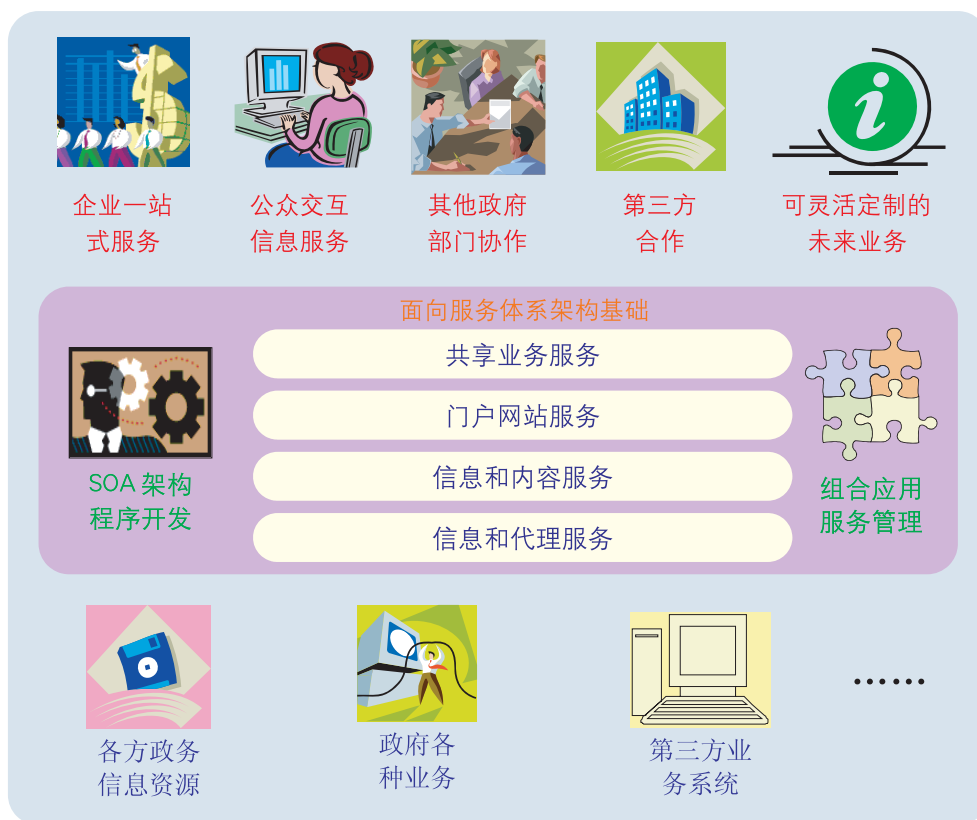 企业一站
式服务
公众交互
信息服务
其他政府
部门协作
第三方
合作
可灵活定制的
未来业务
面向服务体系架构基础
共享业务服务
门户网站服务
信息和内容服务
信息和代理服务
SOA 架构
程序开发
组合应用
服务管理
各方政务
信息资源
政府各
种业务
第三方业
务系统
……